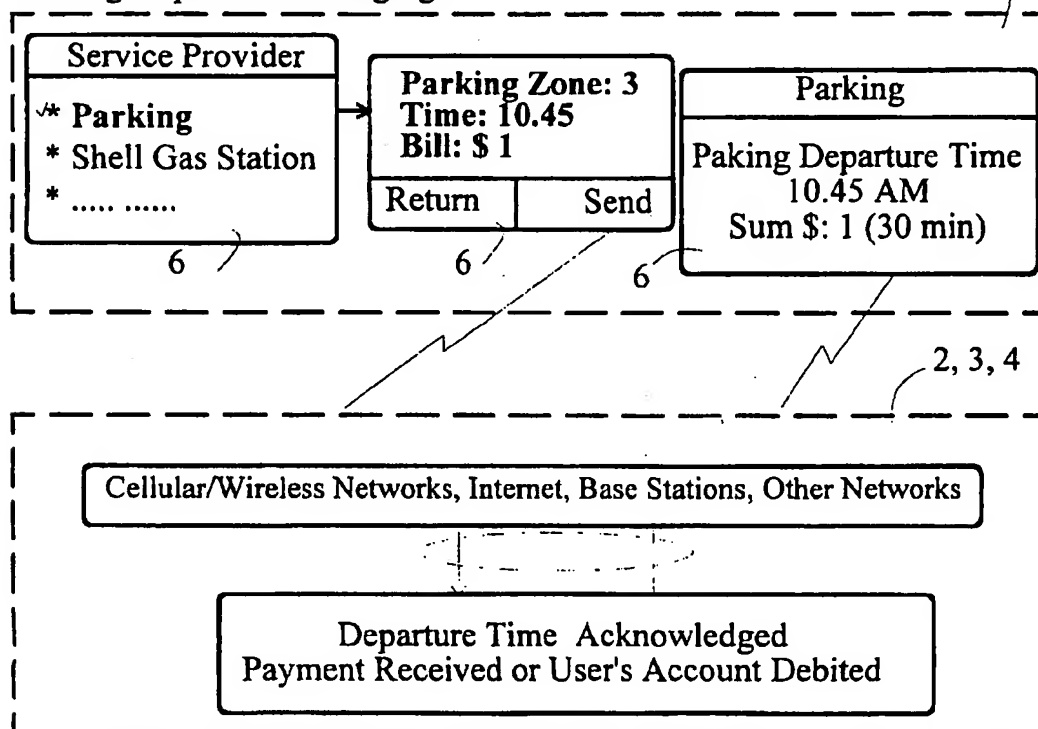 Service Provider
* Parking
* Shell Gas Station
* ..... ......
6
Parking Zone: 3
Time: 10.45
Bill: $ 1
Return Send
6
Parking
Paking Departure Time
10.45 AM
Sum $: 1 (30 min)
6
2, 3, 4
Cellular/Wireless Networks, Internet, Base Stations, Other Networks
Departure Time Acknowledged
Payment Received or User's Account Debited